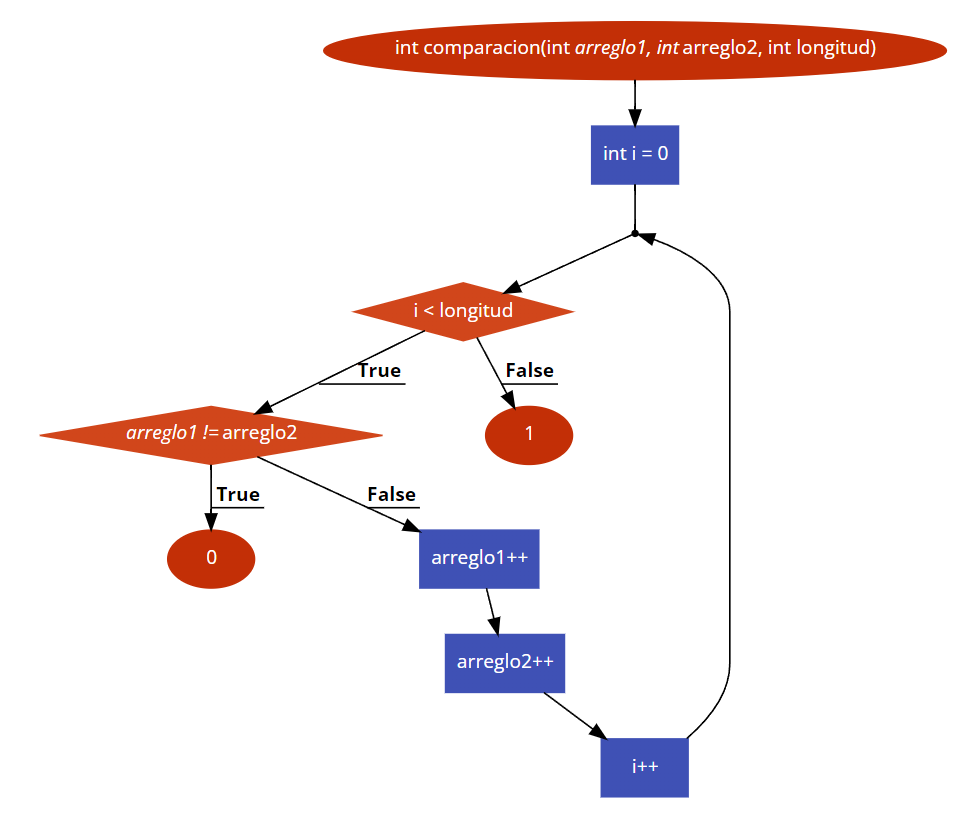 int comparacion(int arreglo1, int arreglo2, int longitud)
int i = 0
i < longitud
True
False
arreglo1 != arreglo2
1
True
False
0
arreglo1++
arreglo2++
i++